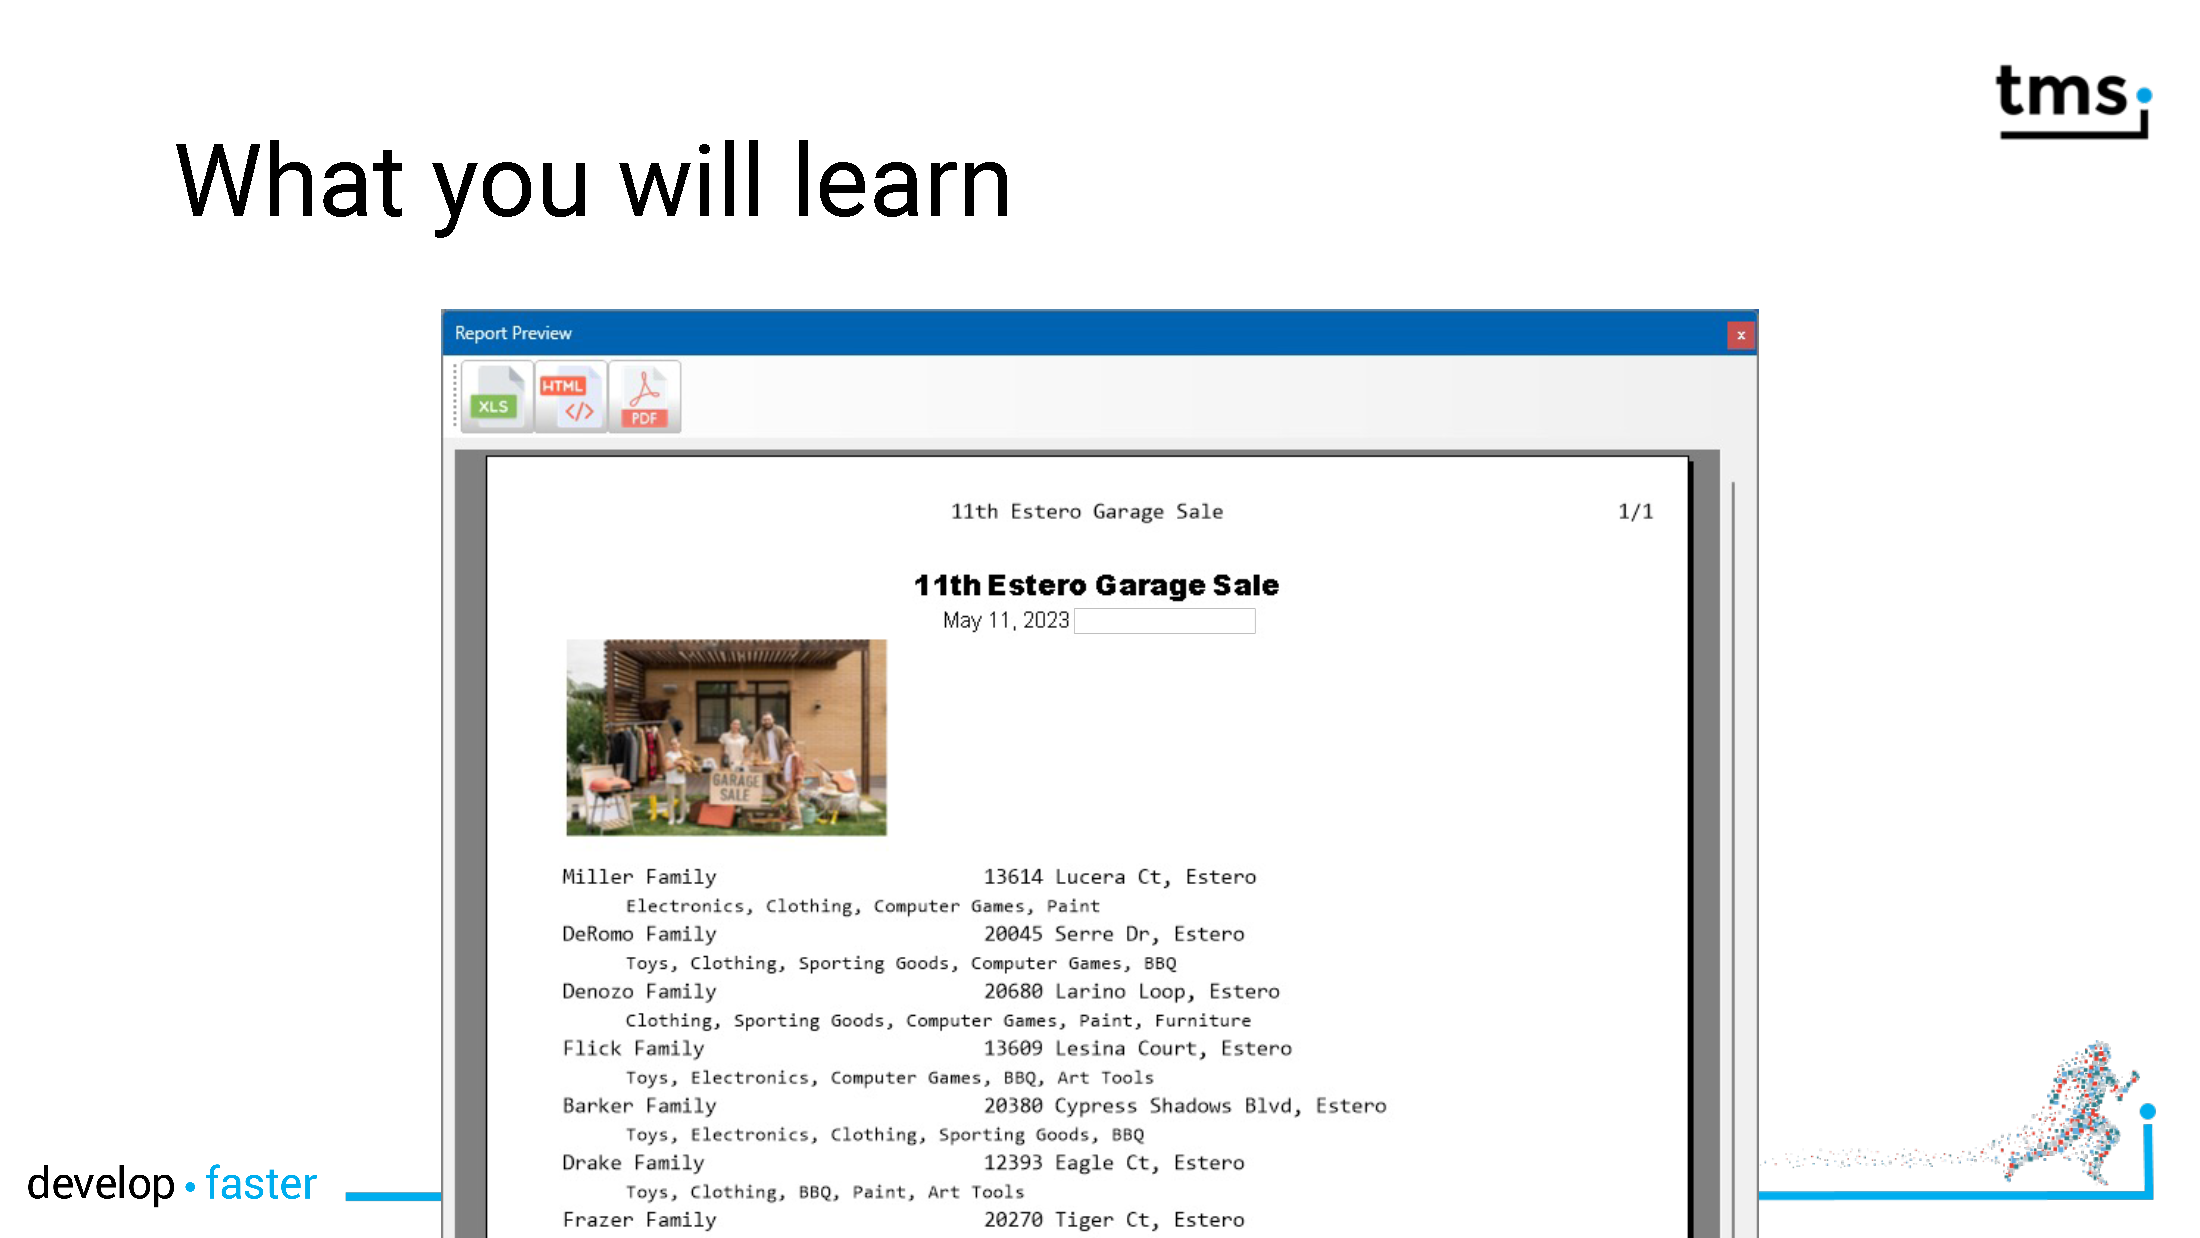 tms
What you will learn
Report Preview
x
XLS
HTML
</>
PDF
11th Estero Garage Sale 1/1
11th Estero Garage Sale
May 11, 2023
GARAGE
SALE
Miller Family 13614 Lucera Ct, Estero
Electronics, Clothing, Computer Games, Paint
DeRomo Family 20045 Serre Dr, Estero
Toys, Clothing, Sporting Goods, Computer Games, BBQ
Denozo Family 20680 Larino Loop, Estero
Clothing, Sporting Goods, Computer Games, Paint, Furniture
Flick Family 13609 Lesina Court, Estero
Toys, Electronics, Computer Games, BBQ, Art Tools
Barker Family 20380 Cypress Shadows Blvd, Estero
Toys, Electronics, Clothing, Sporting Goods, BBQ
Drake Family 12393 Eagle Ct, Estero
Toys, Clothing, BBQ, Paint, Art Tools
Frazer Family 20270 Tiger Ct, Estero
develop • faster